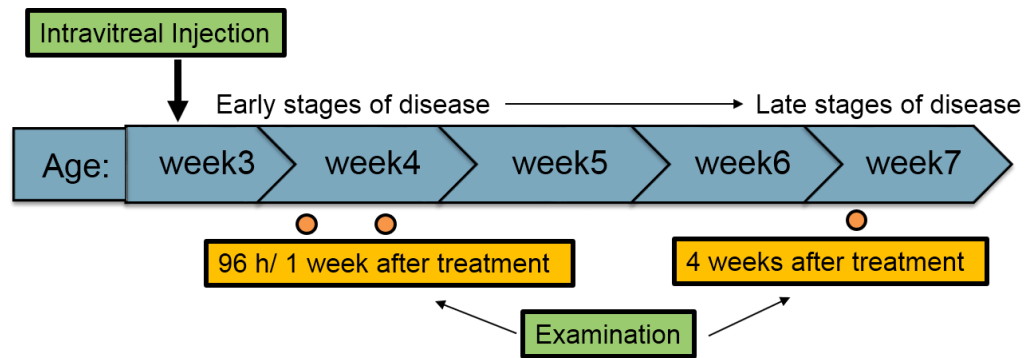 Intravitreal Injection
Early stages of disease
Late stages of disease
Age:
week3
week4
week5
week6
week7
96 h/ 1 week after treatment
4 weeks after treatment
Examination